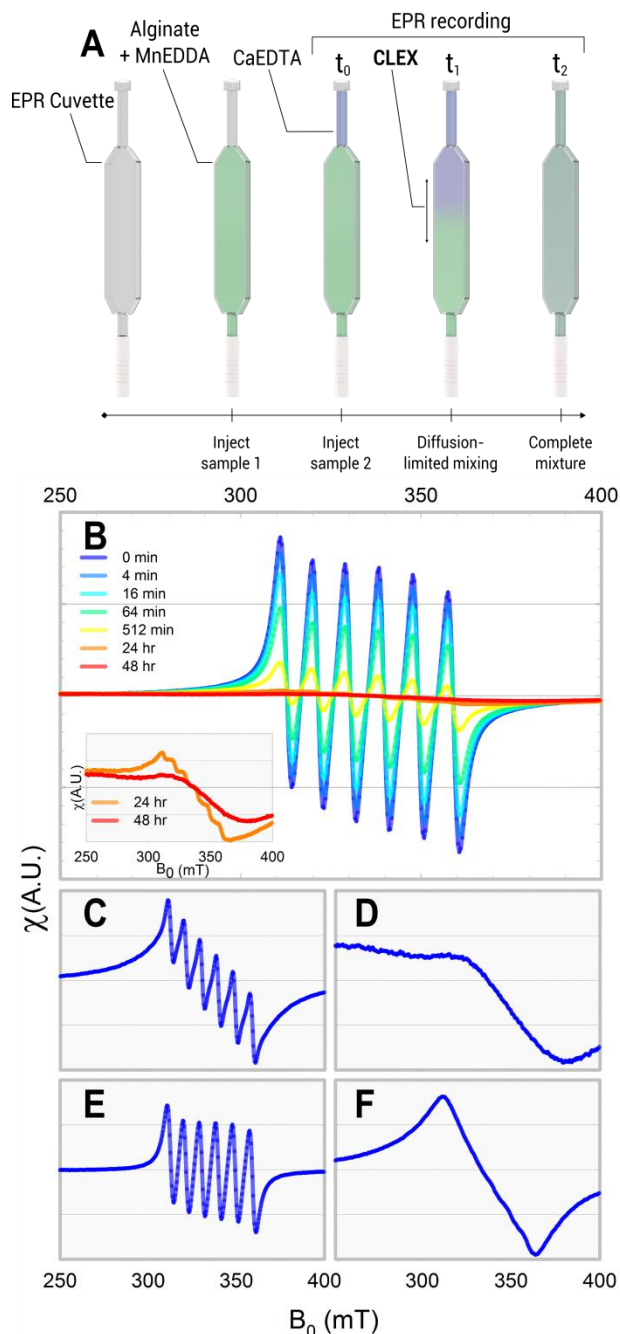 A
Alginate
+ MnEDDA
EPR Cuvette
CaEDTA
EPR recording
t₀
CLEX
t₁
t₂
Inject
sample 1
Inject
sample 2
Diffusion-
limited mixing
Complete
mixture
250 300 350 400
B
0 min
4 min
16 min
64 min
512 min
24 hr
48 hr
χ(A.U.)
24 hr
48 hr
250 300 350 400
B₀ (mT)
χ(A.U.)
C
D
E
F
250 300 350 400
350 400
B₀ (mT)